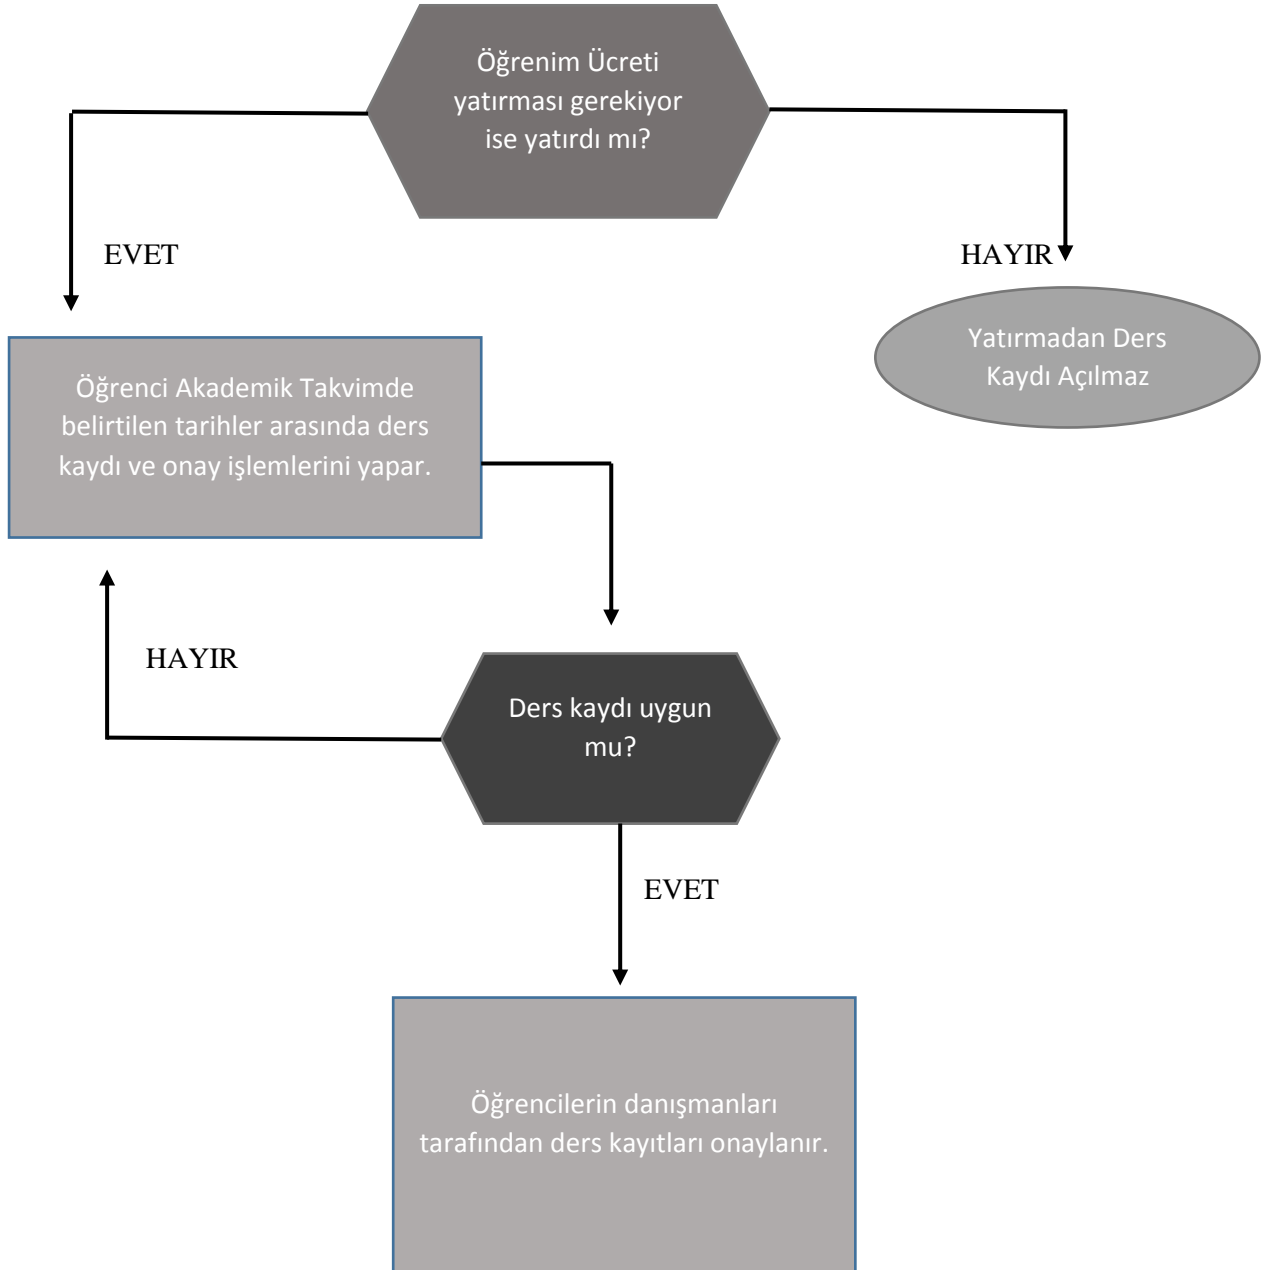 Öğrenim Ücreti
yatırması gerekiyor
ise yatırdı mı?
EVET
HAYIR
Yatırmadan Ders
Kaydı Açılmaz
Öğrenci Akademik Takvimde
belirtilen tarihler arasında ders
kaydı ve onay işlemlerini yapar.
HAYIR
Ders kaydı uygun
mu?
EVET
Öğrencilerin danışmanları
tarafından ders kayıtları onaylanır.